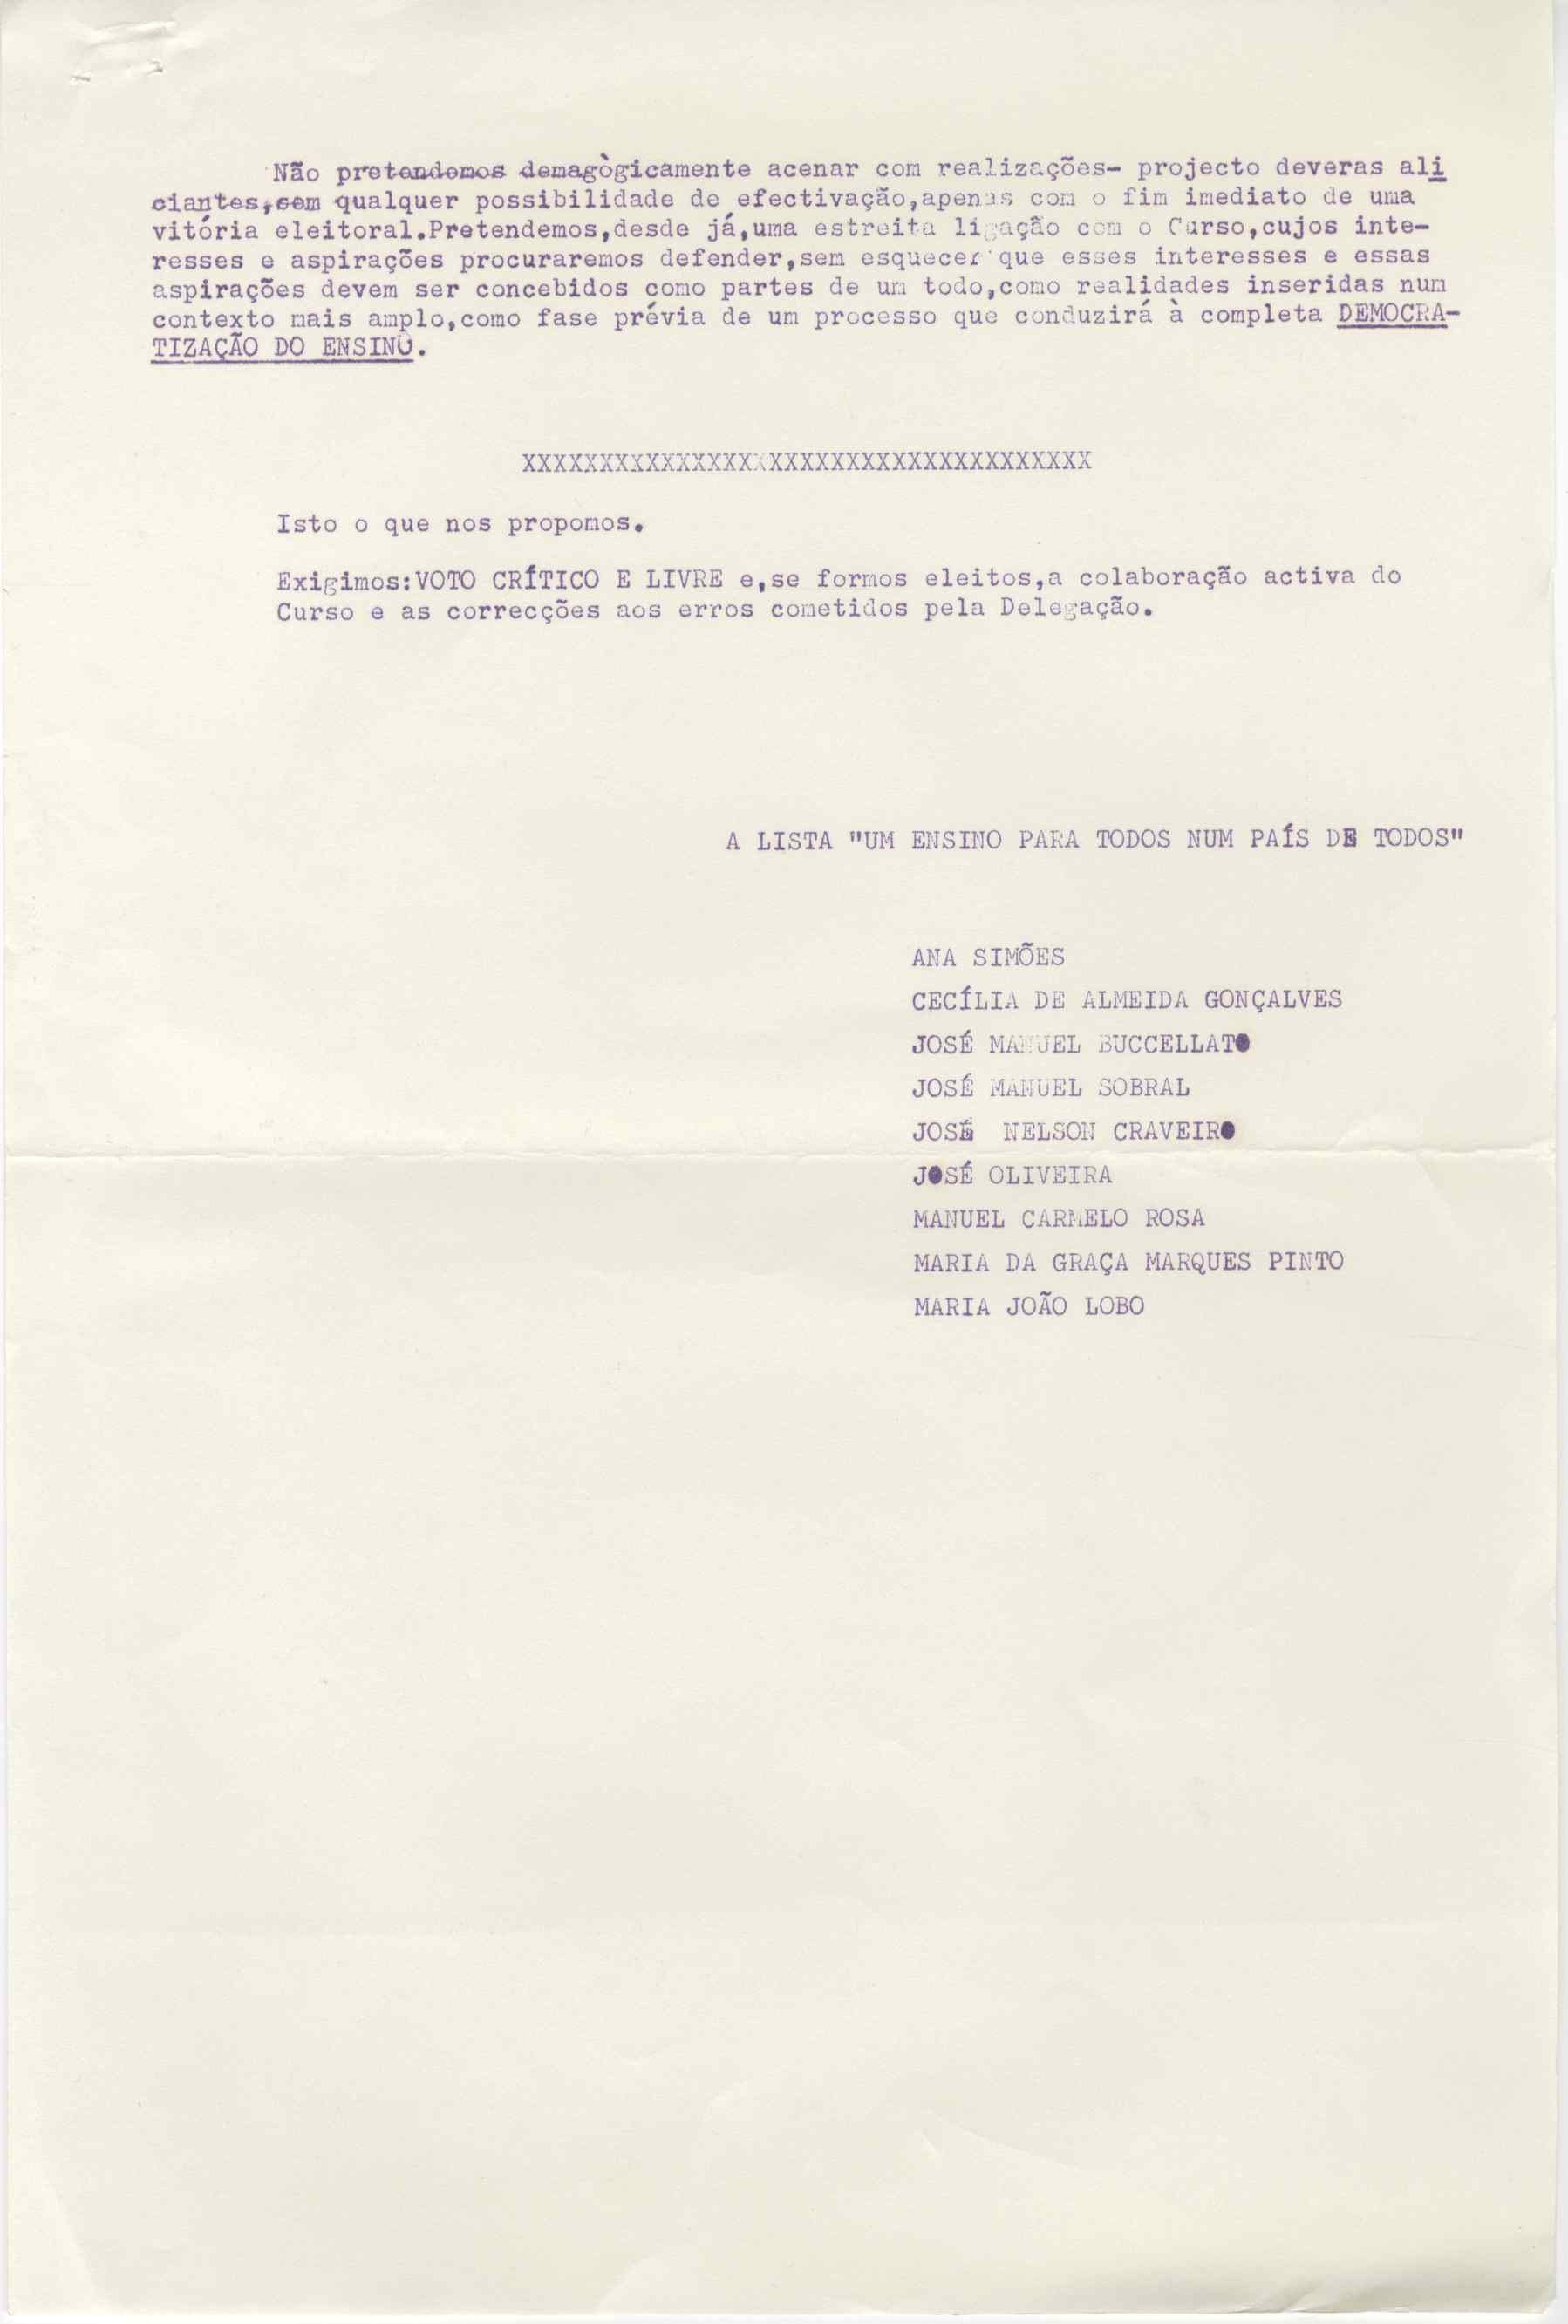 Não pretendemos demagògicamente acenar com realizações- projecto deveras ali
ciantes,sem qualquer possibilidade de efectivação,apenas com o fim imediato de uma
vitória eleitoral.Pretendemos,desde já,uma estreita ligação com o Curso,cujos inte-
resses e aspirações procuraremos defender,sem esquecer que esses interesses e essas
aspirações devem ser concebidos como partes de um todo,como realidades inseridas num
contexto mais amplo,como fase prévia de um processo que conduzirá à completa DEMOCRA-
TIZAÇÃO DO ENSINO.
XXXXXXXXXXXXXXXXXXXXXXXXXXXXXXXXXXXXX
Isto o que nos propomos.
Exigimos:VOTO CRÍTICO E LIVRE e,se formos eleitos,a colaboração activa do
Curso e as correcções aos erros cometidos pela Delegação.
A LISTA "UM ENSINO PARA TODOS NUM PAÍS DE TODOS"
ANA SIMÕES
CECÍLIA DE ALMEIDA GONÇALVES
JOSÉ MANUEL BUCCELLATO
JOSÉ MANUEL SOBRAL
JOSÉ NELSON CRAVEIRO
JOSÉ OLIVEIRA
MANUEL CARMELO ROSA
MARIA DA GRAÇA MARQUES PINTO
MARIA JOÃO LOBO